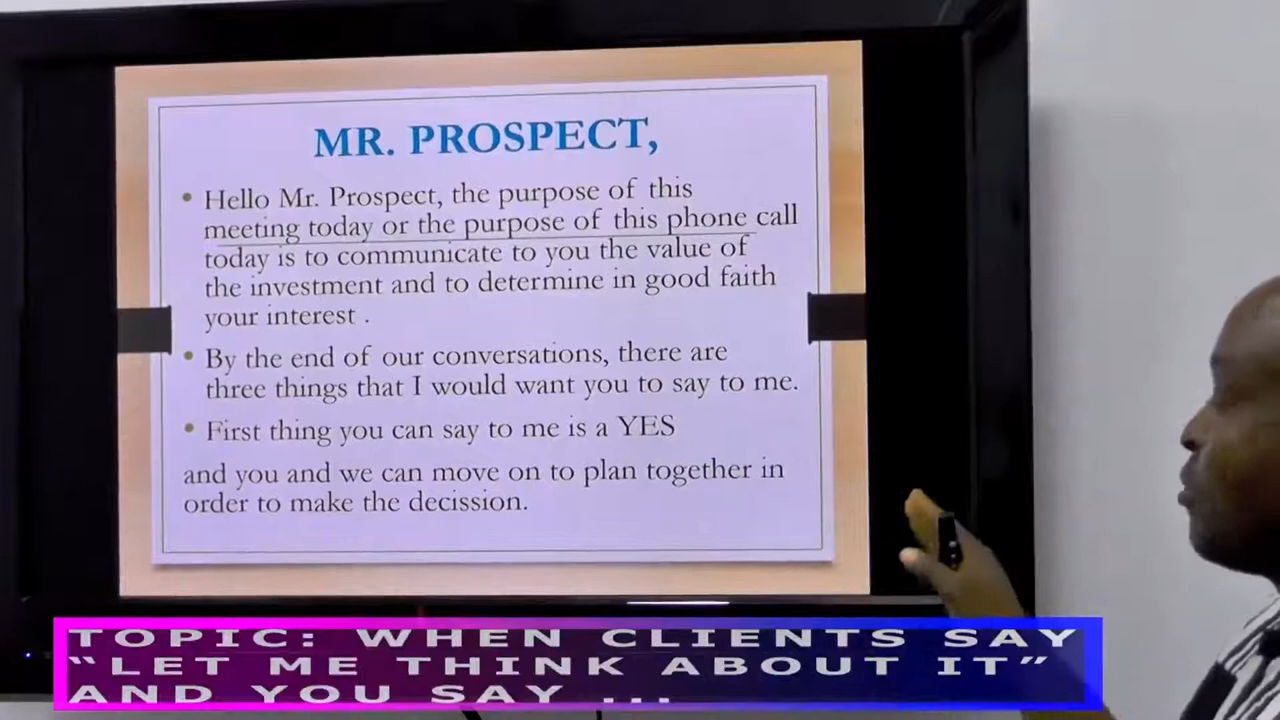 MR. PROSPECT,
• Hello Mr. Prospect, the purpose of this
meeting today or the purpose of this phone call
today is to communicate to you the value of
the investment and to determine in good faith
your interest .
• By the end of our conversations, there are
three things that I would want you to say to me.
• First thing you can say to me is a YES
and you and we can move on to plan together in
order to make the decission.
TOPIC: WHEN CLIENTS SAY
“LET ME THINK ABOUT IT”
AND YOU SAY ...